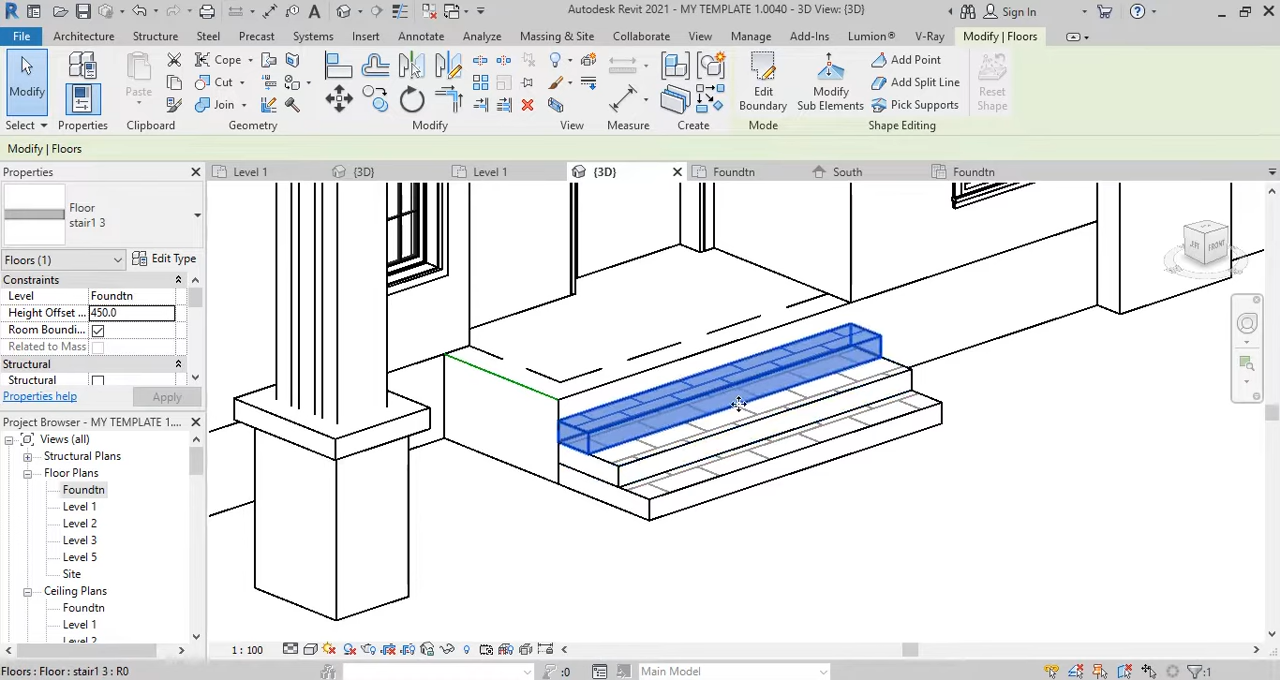 Autodesk Revit 2021 - MY TEMPLATE 1.0040 - 3D View: {3D}
Sign In
File Architecture Structure Steel Precast Systems Insert Annotate Analyze Massing & Site Collaborate View Manage Add-Ins Lumion® V-Ray Modify | Floors
Modify
Paste
Cope
Cut
Join
Edit
Boundary
Modify
Sub Elements
Add Point
Add Split Line
Pick Supports
Reset
Shape
Select Properties Clipboard Geometry Modify View Measure Create Mode Shape Editing
Modify | Floors
Properties
Level 1 {3D} Level 1 {3D} Foundtn South Foundtn
Floor
stair1 3
Floors (1)
Edit Type
Constraints
Level Foundtn
Height Offset ... 450.0
Room Boundi...
Related to Mass
Structural
Structural
Properties help
Apply
Project Browser - MY TEMPLATE 1....
Views (all)
Structural Plans
Floor Plans
Foundtn
Level 1
Level 2
Level 3
Level 5
Site
Ceiling Plans
Foundtn
Level 1
Level 2
LEFT FRONT
1 : 100
Floors : Floor : stair1 3 : R0
:0
Main Model
:1